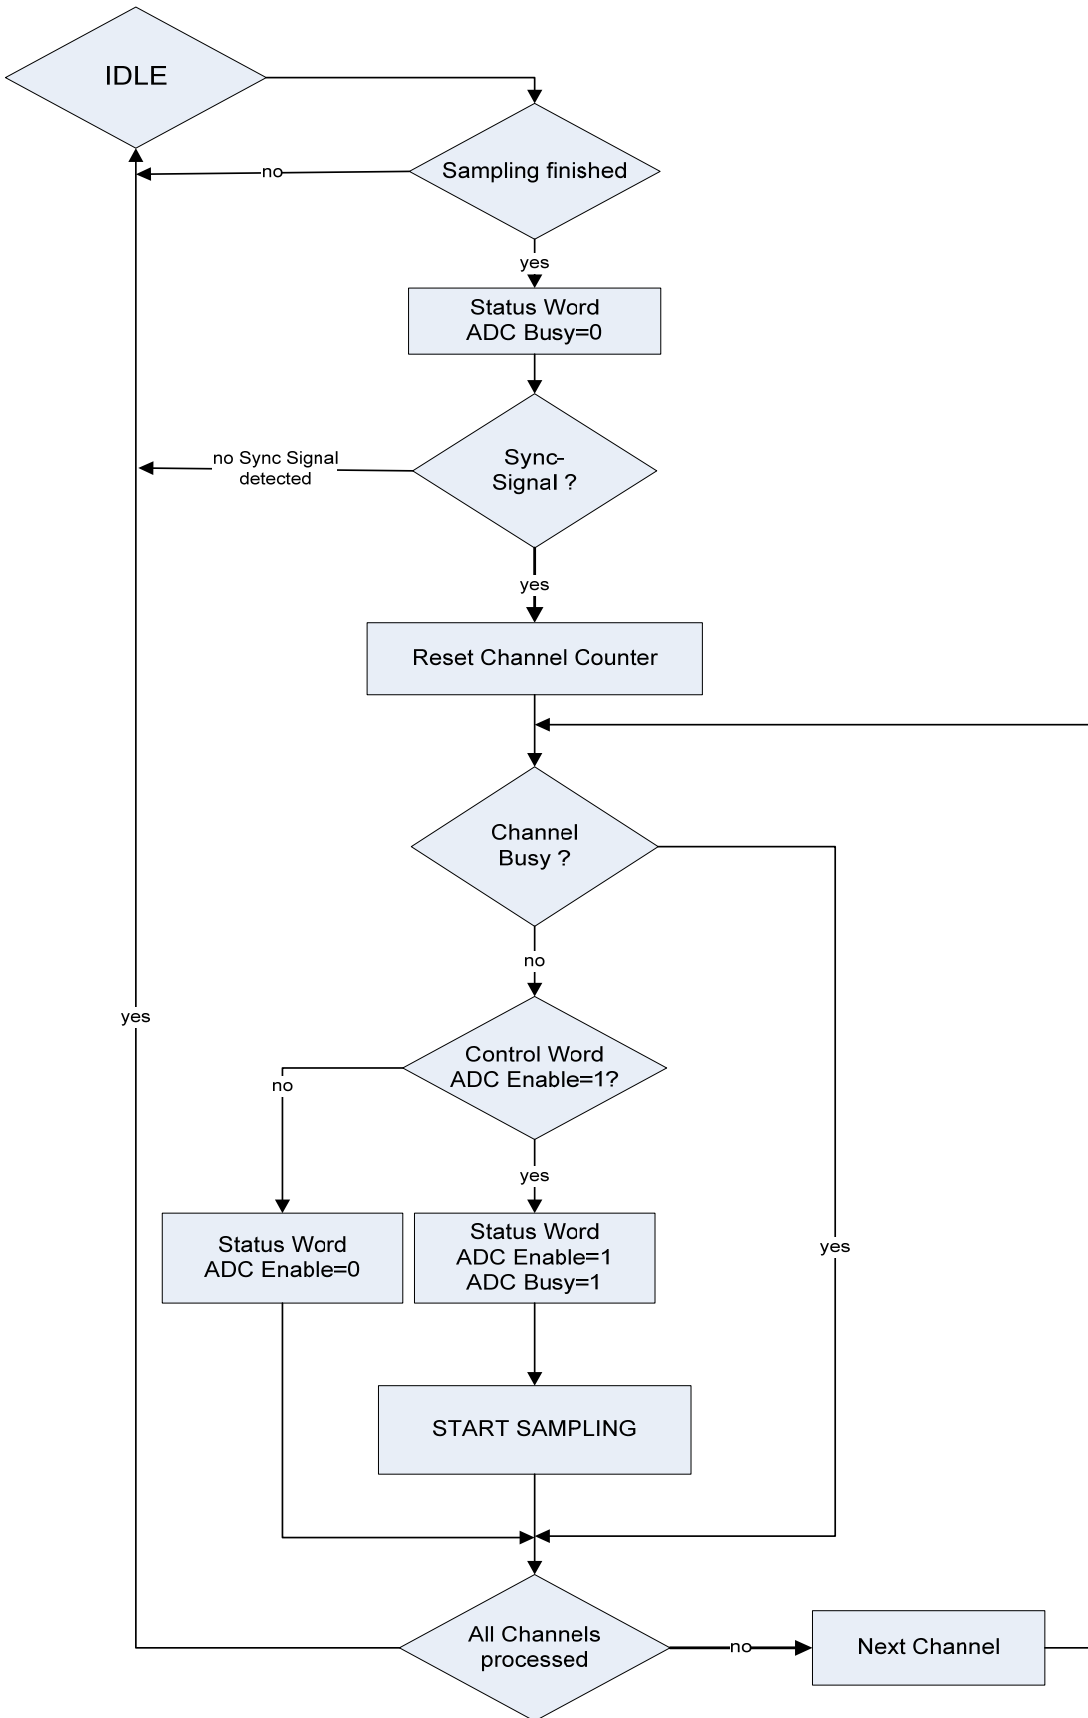 IDLE
Sampling finished
no
yes
Status Word
ADC Busy=0
Sync-
Signal ?
no Sync Signal
detected
yes
Reset Channel Counter
Channel
Busy ?
no
yes
Control Word
ADC Enable=1?
no
yes
Status Word
ADC Enable=0
Status Word
ADC Enable=1
ADC Busy=1
yes
START SAMPLING
All Channels
processed
no
Next Channel